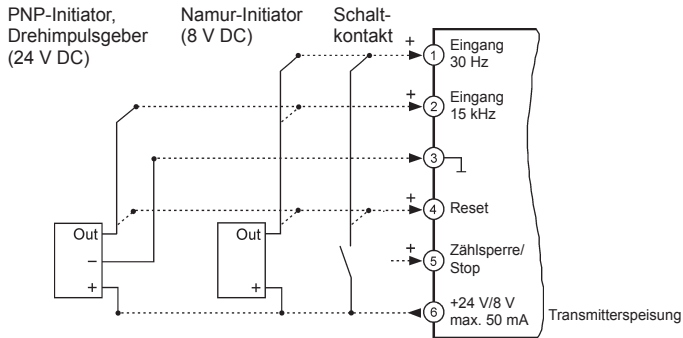 PNP-Initiator,
Drehimpulsgeber
(24 V DC)
Namur-Initiator
(8 V DC)
Schalt-
kontakt
+
1
Eingang
30 Hz
+
2
Eingang
15 kHz
3
+
4
Reset
+
5
Zählsperre/
Stop
6
+24 V/8 V
max. 50 mA
Transmitterspeisung
Out
–
+
Out
+